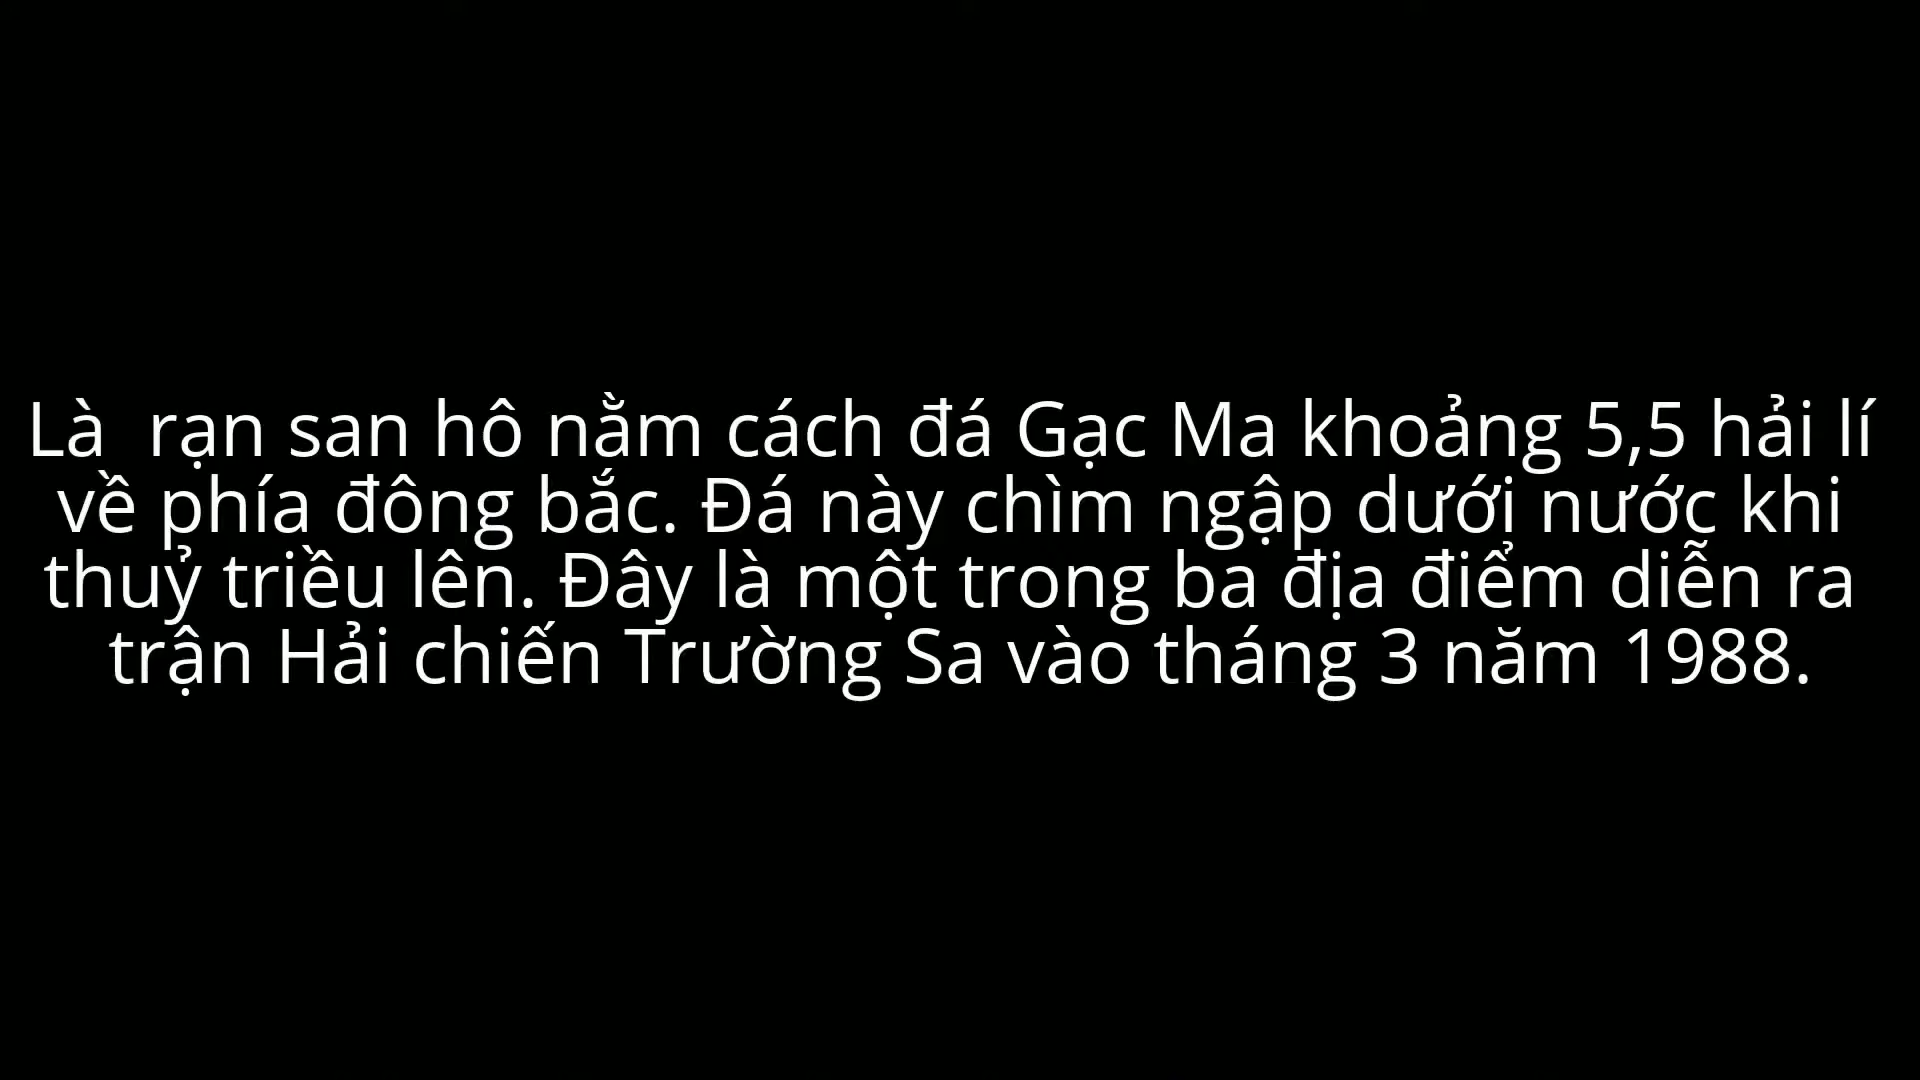 Là  rạn san hô nằm cách đá Gạc Ma khoảng 5,5 hải lí
về phía đông bắc. Đá này chìm ngập dưới nước khi
thuỷ triều lên. Đây là một trong ba địa điểm diễn ra
trận Hải chiến Trường Sa vào tháng 3 năm 1988.